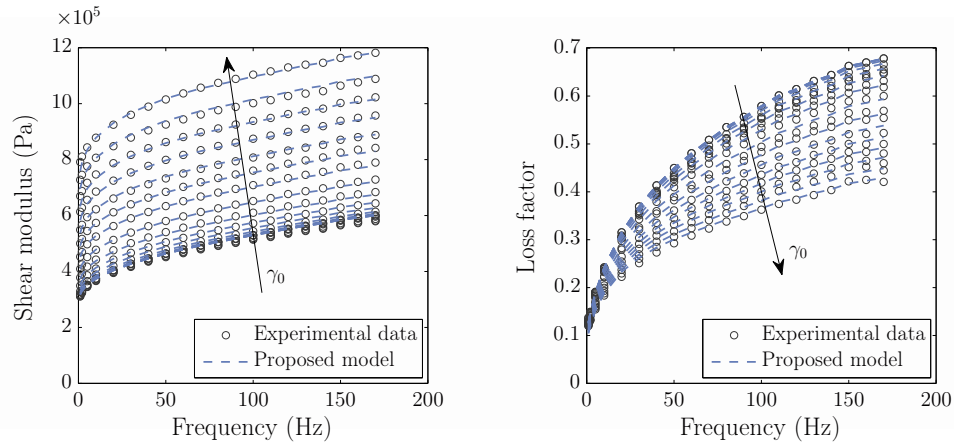 ×10⁵
12
10
8
6
4
2
0
0 50 100 150 200
Shear modulus (Pa)
Frequency (Hz)
γ₀
Experimental data
Proposed model
0.7
0.6
0.5
0.4
0.3
0.2
0.1
0
0 50 100 150 200
Loss factor
Frequency (Hz)
γ₀
Experimental data
Proposed model